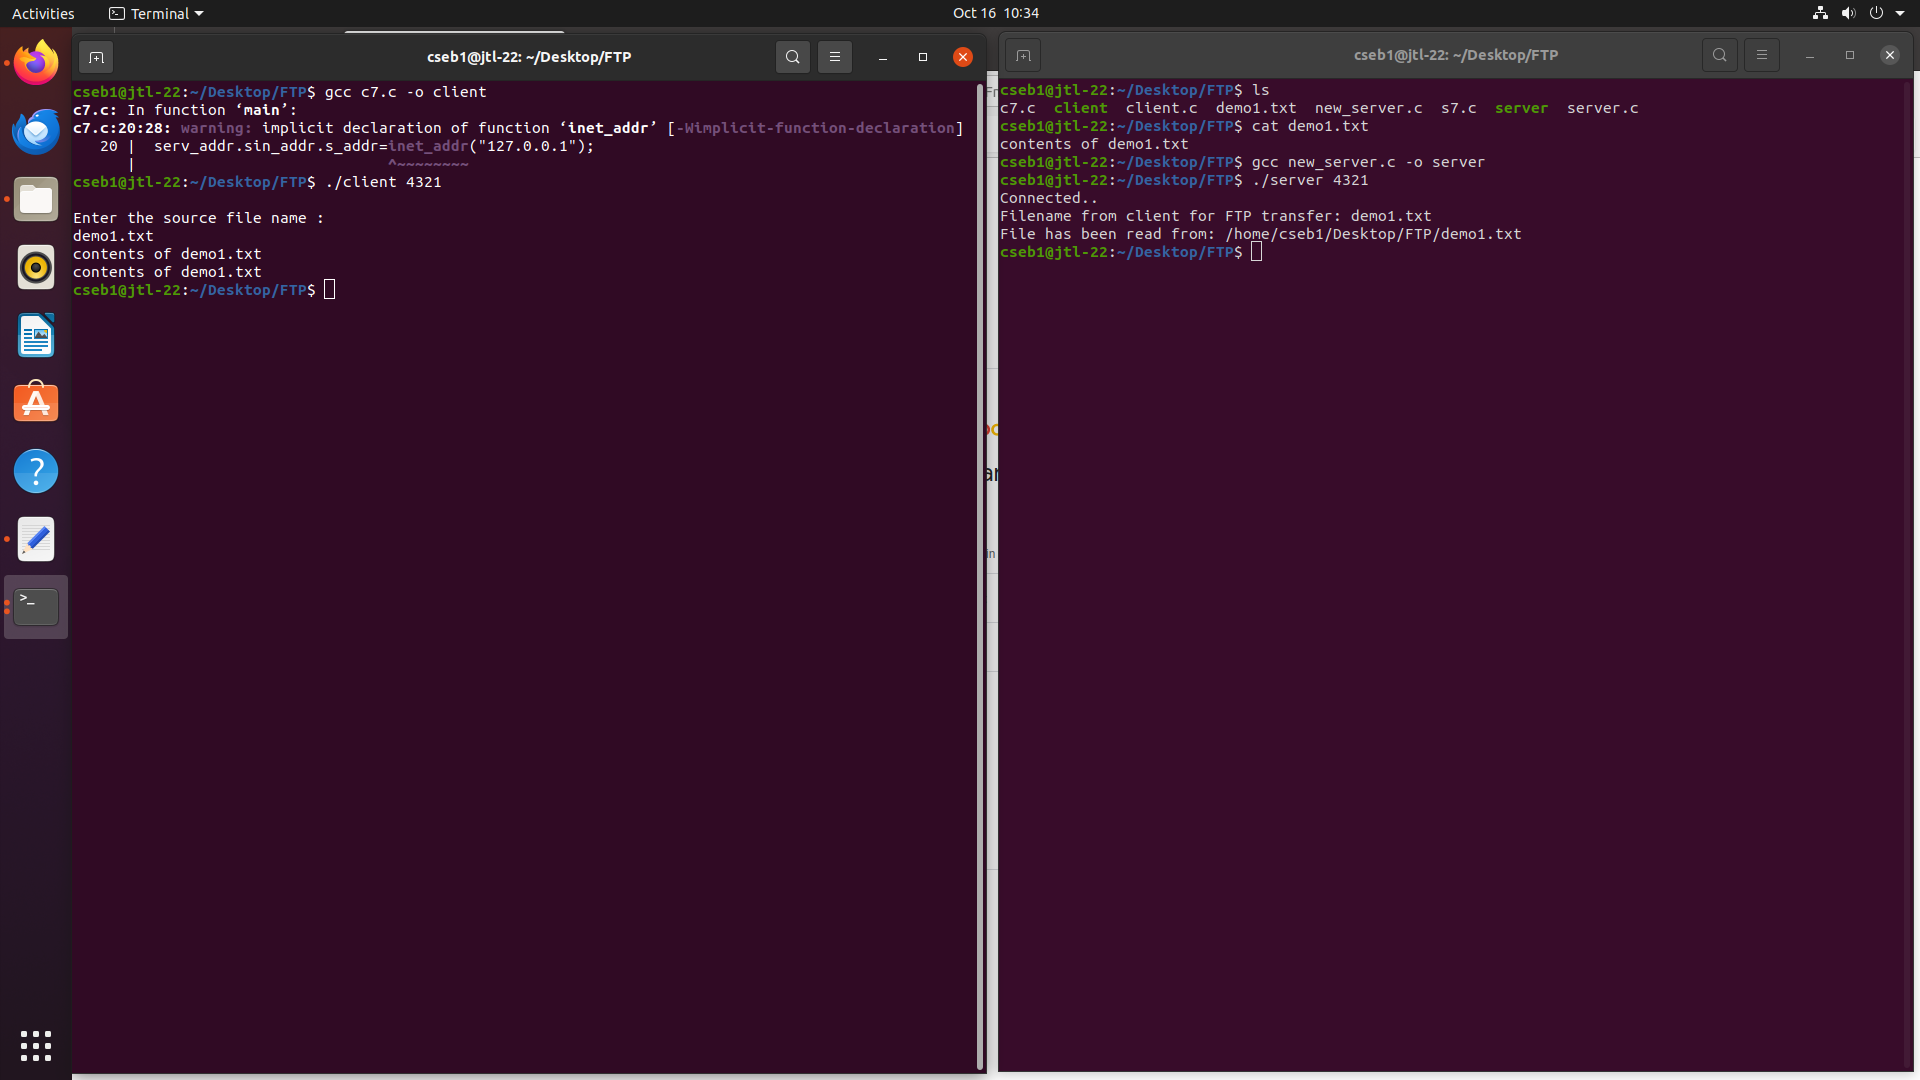 Activities
Terminal
Oct 16 10:34
cseb1@jtl-22: ~/Desktop/FTP
cseb1@jtl-22:~/Desktop/FTP$ gcc c7.c -o client
c7.c: In function ‘main’:
c7.c:20:28: warning: implicit declaration of function ‘inet_addr’ [-Wimplicit-function-declaration]
   20 |  serv_addr.sin_addr.s_addr=inet_addr("127.0.0.1");
      |                            ^~~~~~~~~
cseb1@jtl-22:~/Desktop/FTP$ ./client 4321
Enter the source file name :
demo1.txt
contents of demo1.txt
contents of demo1.txt
cseb1@jtl-22:~/Desktop/FTP$
cseb1@jtl-22: ~/Desktop/FTP
cseb1@jtl-22:~/Desktop/FTP$ ls
c7.c  client  client.c  demo1.txt  new_server.c  s7.c  server  server.c
cseb1@jtl-22:~/Desktop/FTP$ cat demo1.txt
contents of demo1.txt
cseb1@jtl-22:~/Desktop/FTP$ gcc new_server.c -o server
cseb1@jtl-22:~/Desktop/FTP$ ./server 4321
Connected..
Filename from client for FTP transfer: demo1.txt
File has been read from: /home/cseb1/Desktop/FTP/demo1.txt
cseb1@jtl-22:~/Desktop/FTP$